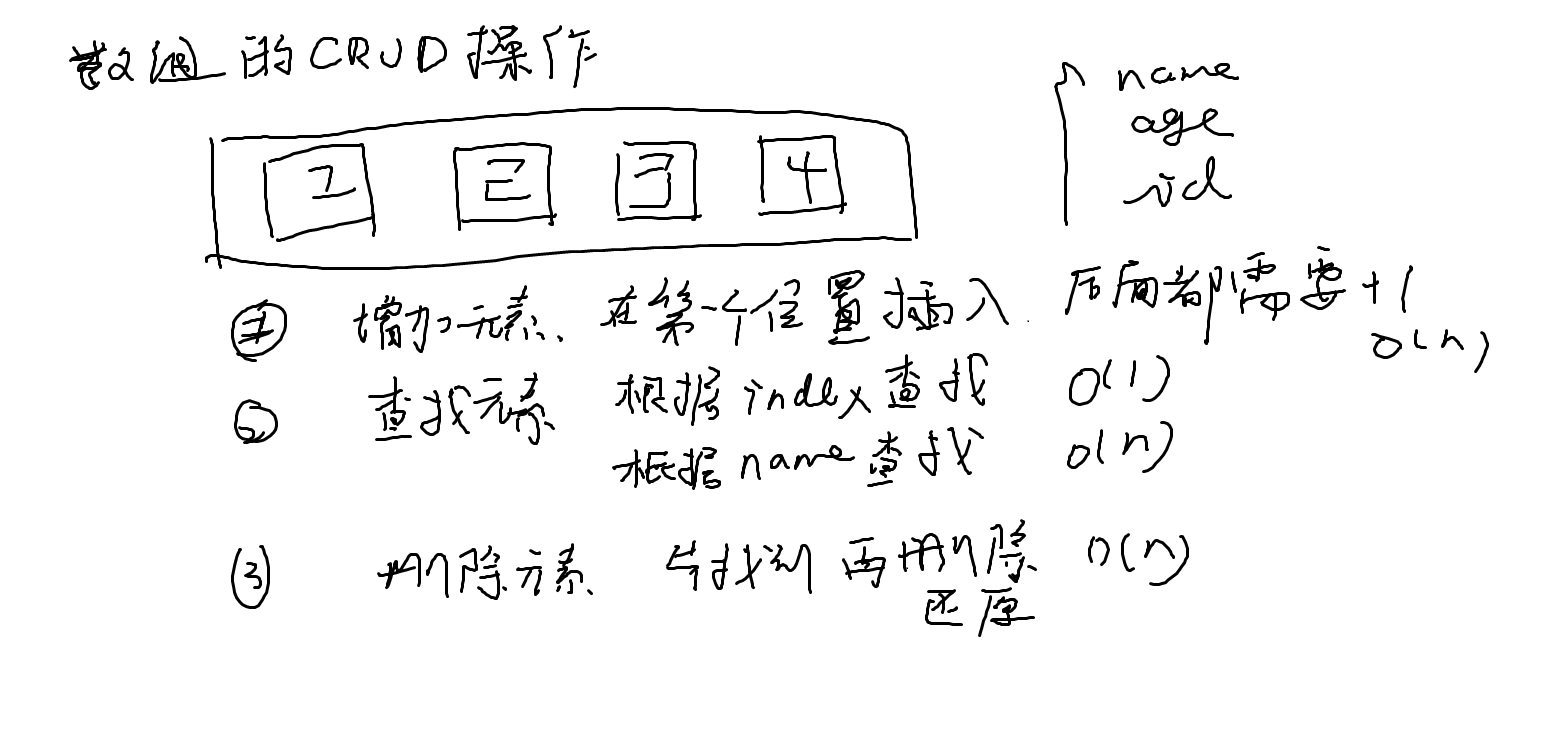 数组的CRUD操作
name
age
id
1 2 3 4
① 增加元素. 在第一个位置插入. 后面都需要+1
O(n)
② 查找元素 根据index查找 O(1)
根据name查找 O(n)
③ 删除元素. 先找到再删除 O(n)
还原